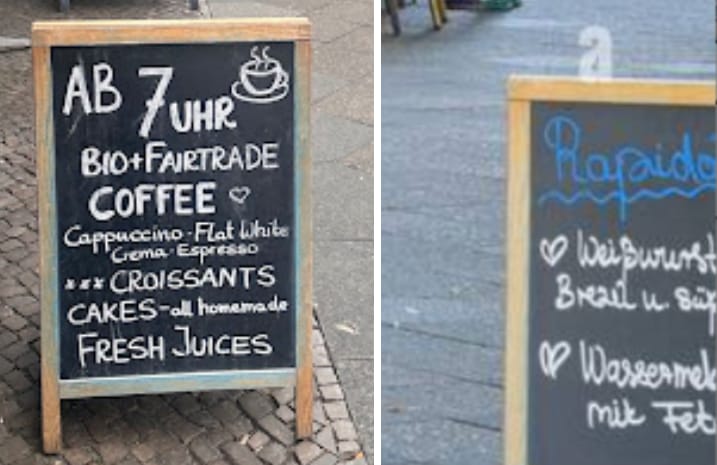 AB 7 UHR
BIO+FAIRTRADE
COFFEE
Cappuccino · Flat White
Crema · Espresso
*** CROISSANTS
CAKES - all homemade
FRESH JUICES
a
Weißwurst
Brezel u.
mit